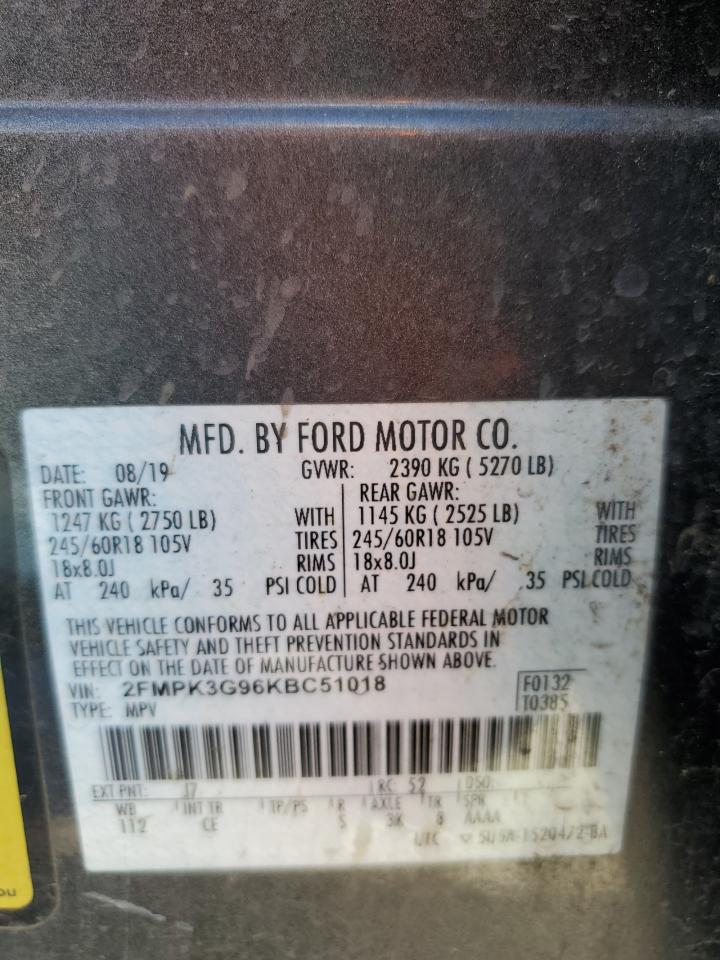 MFD. BY FORD MOTOR CO.
DATE: 08/19 GVWR: 2390 KG ( 5270 LB)
FRONT GAWR: REAR GAWR:
1247 KG ( 2750 LB) WITH 1145 KG ( 2525 LB) WITH
245/60R18 105V TIRES 245/60R18 105V TIRES
18x8.0J RIMS 18x8.0J RIMS
AT 240 kPa/ 35 PSI COLD AT 240 kPa/ 35 PSI COLD
THIS VEHICLE CONFORMS TO ALL APPLICABLE FEDERAL MOTOR
VEHICLE SAFETY AND THEFT PREVENTION STANDARDS IN
EFFECT ON THE DATE OF MANUFACTURE SHOWN ABOVE.
VIN: 2FMPK3G96KBC51018 F0132
TYPE: MPV T0385
EXT PNT: J7 RC: 52 DSO:
WB INT TR TP/PS R AXLE TR SPR
112 CE S 3K 8 AAAA
UTC
ou